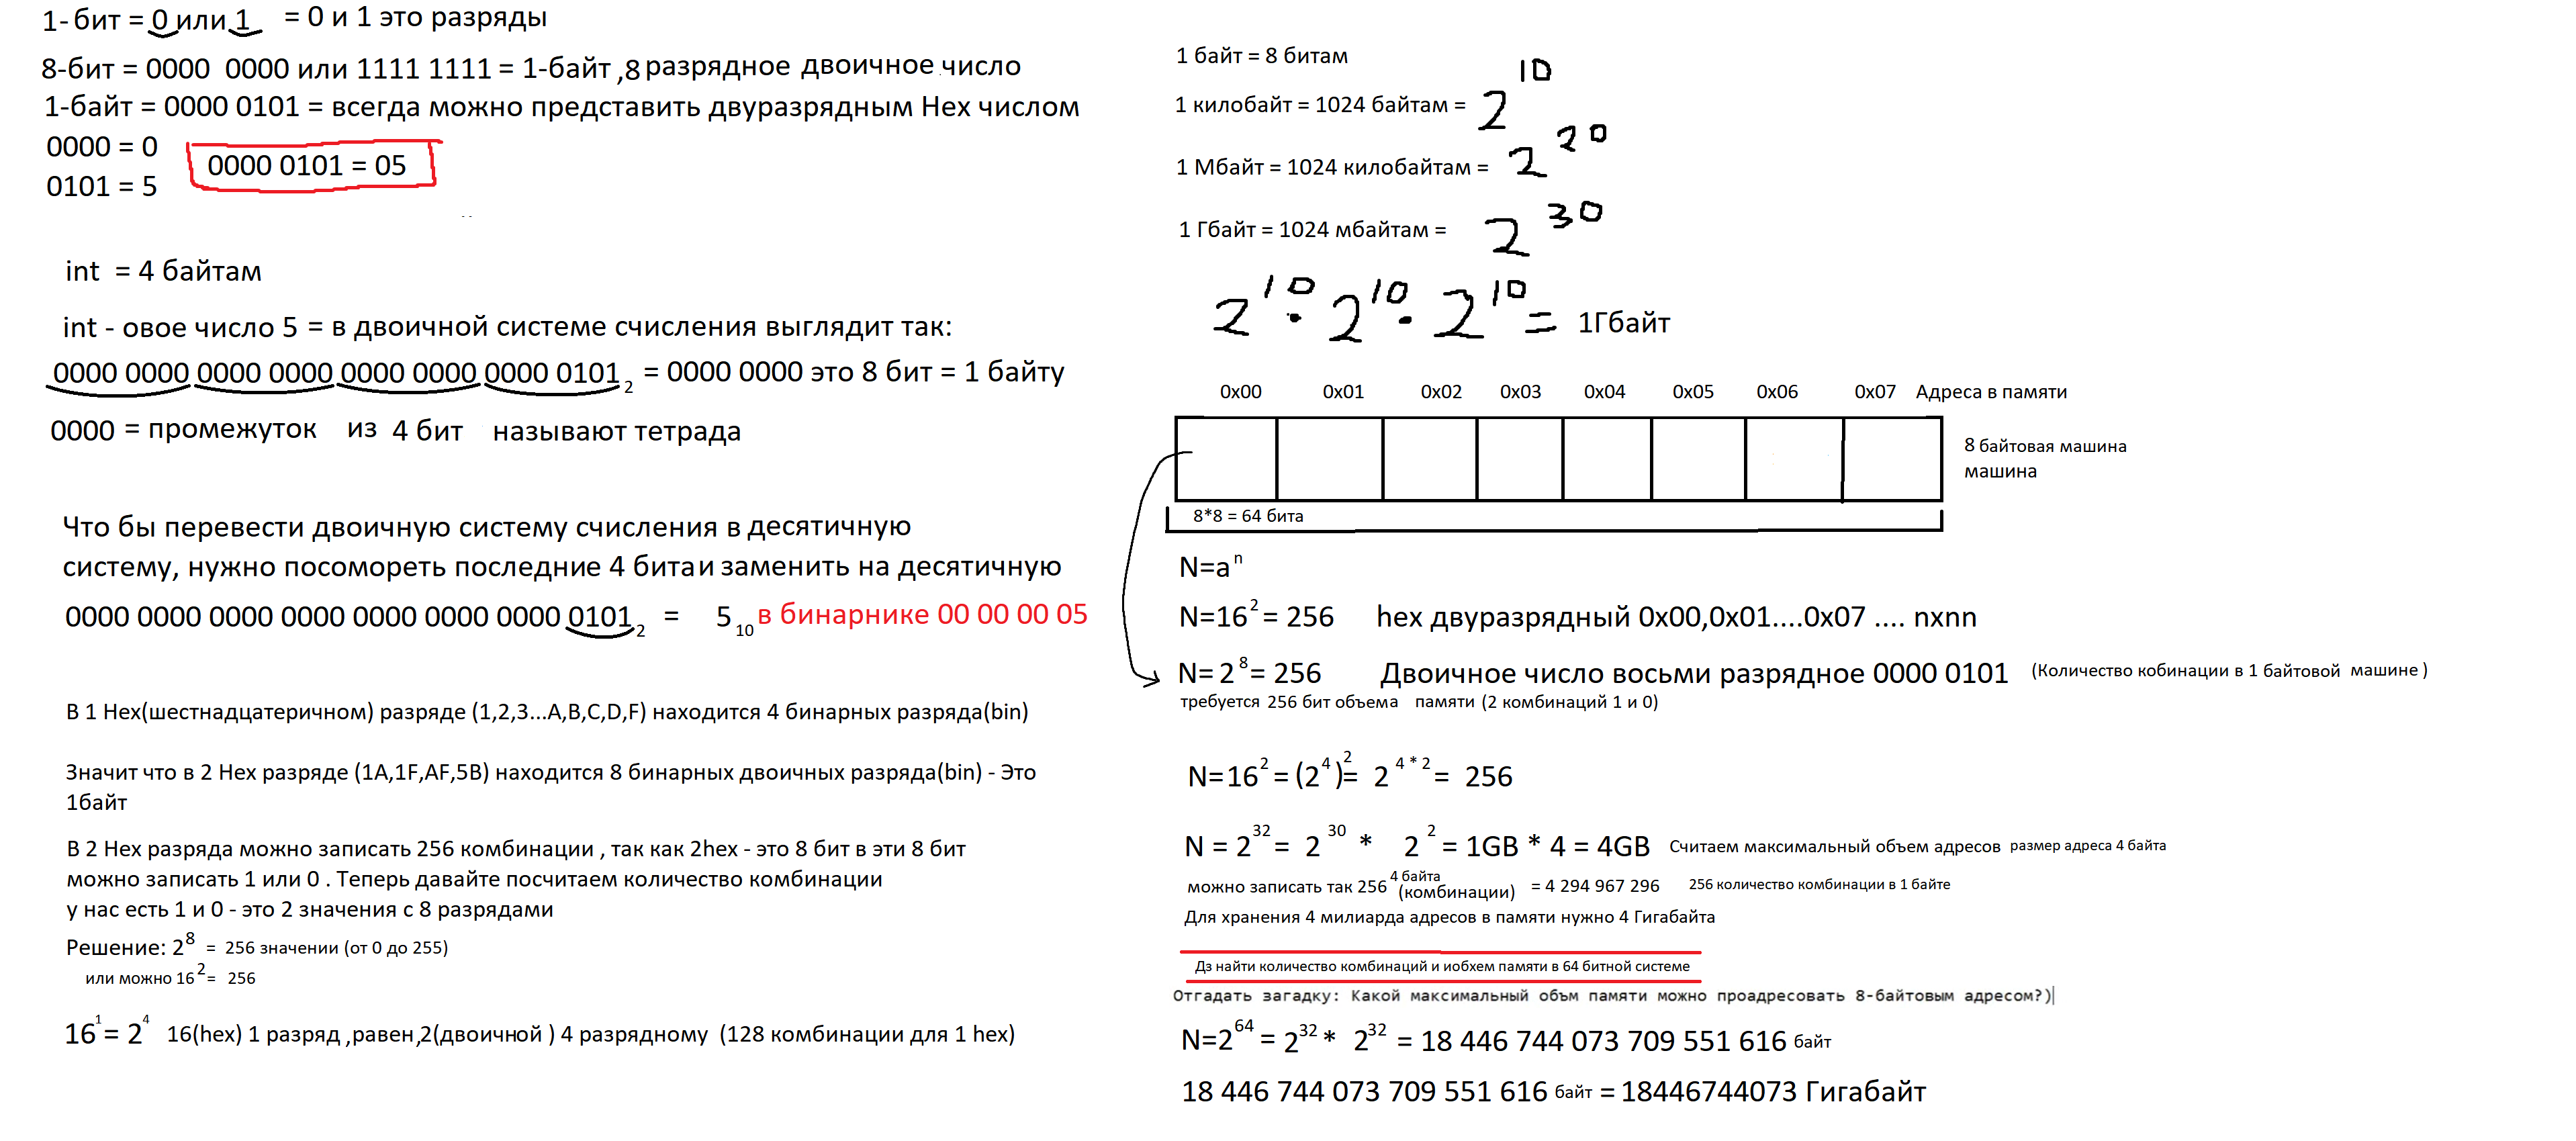 1- бит = 0 или 1 = 0 и 1 это разряды
8-бит = 0000 0000 или 1111 1111 = 1-байт ,8 разрядное двоичное число
1-байт = 0000 0101 = всегда можно представить двуразрядным Hex числом
0000 = 0
0101 = 5
0000 0101 = 05
int = 4 байтам
int - овое число 5 = в двоичной системе счисления выглядит так:
0000 0000 0000 0000 0000 0000 0000 0101 2 = 0000 0000 это 8 бит = 1 байту
0000 = промежуток из 4 бит называют тетрада
Что бы перевести двоичную систему счисления в десятичную
систему, нужно посомореть последние 4 бита и заменить на десятичную
0000 0000 0000 0000 0000 0000 0000 0101 2 = 5 10 в бинарнике 00 00 00 05
В 1 Hex(шестнадцатеричном) разряде (1,2,3...A,B,C,D,F) находится 4 бинарных разряда(bin)
Значит что в 2 Hex разряде (1A,1F,AF,5B) находится 8 бинарных двоичных разряда(bin) - Это
1байт
В 2 Hex разряда можно записать 256 комбинации , так как 2hex - это 8 бит в эти 8 бит
можно записать 1 или 0 . Теперь давайте посчитаем количество комбинации
у нас есть 1 и 0 - это 2 значения с 8 разрядами
Решение: 2^8 = 256 значении (от 0 до 255)
или можно 16^2 = 256
16^1 = 2^4 16(hex) 1 разряд ,равен,2(двоичной ) 4 разрядному (128 комбинации для 1 hex)
1 байт = 8 битам
1 килобайт = 1024 байтам = 2^10
1 Мбайт = 1024 килобайтам = 2^20
1 Гбайт = 1024 мбайтам = 2^30
2^10 · 2^10 · 2^10 = 1Гбайт
0x00 0x01 0x02 0x03 0x04 0x05 0x06 0x07 Адреса в памяти
8 байтовая машина
машина
8*8 = 64 бита
N=a^n
N=16^2 = 256 hex двуразрядный 0x00,0x01....0x07 .... nxnn
N= 2^8 = 256 Двоичное число восьми разрядное 0000 0101 (Количество кобинации в 1 байтовой машине )
требуется 256 бит объема памяти (2 комбинаций 1 и 0)
N=16^2 = (2^4)^2 = 2^4*2 = 256
N = 2^32 = 2^30 * 2^2 = 1GB * 4 = 4GB Считаем максимальный объем адресов размер адреса 4 байта
можно записать так 256^4 байта (комбинации) = 4 294 967 296 256 количество комбинации в 1 байте
Для хранения 4 милиарда адресов в памяти нужно 4 Гигабайта
Дз найти количество комбинаций и иобхем памяти в 64 битной системе
Отгадать загадку: Какой максимальный объм памяти можно проадресовать 8-байтовым адресом?)
N=2^64 = 2^32 * 2^32 = 18 446 744 073 709 551 616 байт
18 446 744 073 709 551 616 байт = 18446744073 Гигабайт